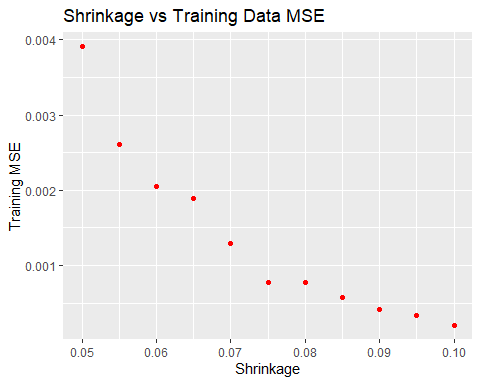 Shrinkage vs Training Data MSE
0.004
0.003
0.002
0.001
Training MSE
0.05 0.06 0.07 0.08 0.09 0.10
Shrinkage